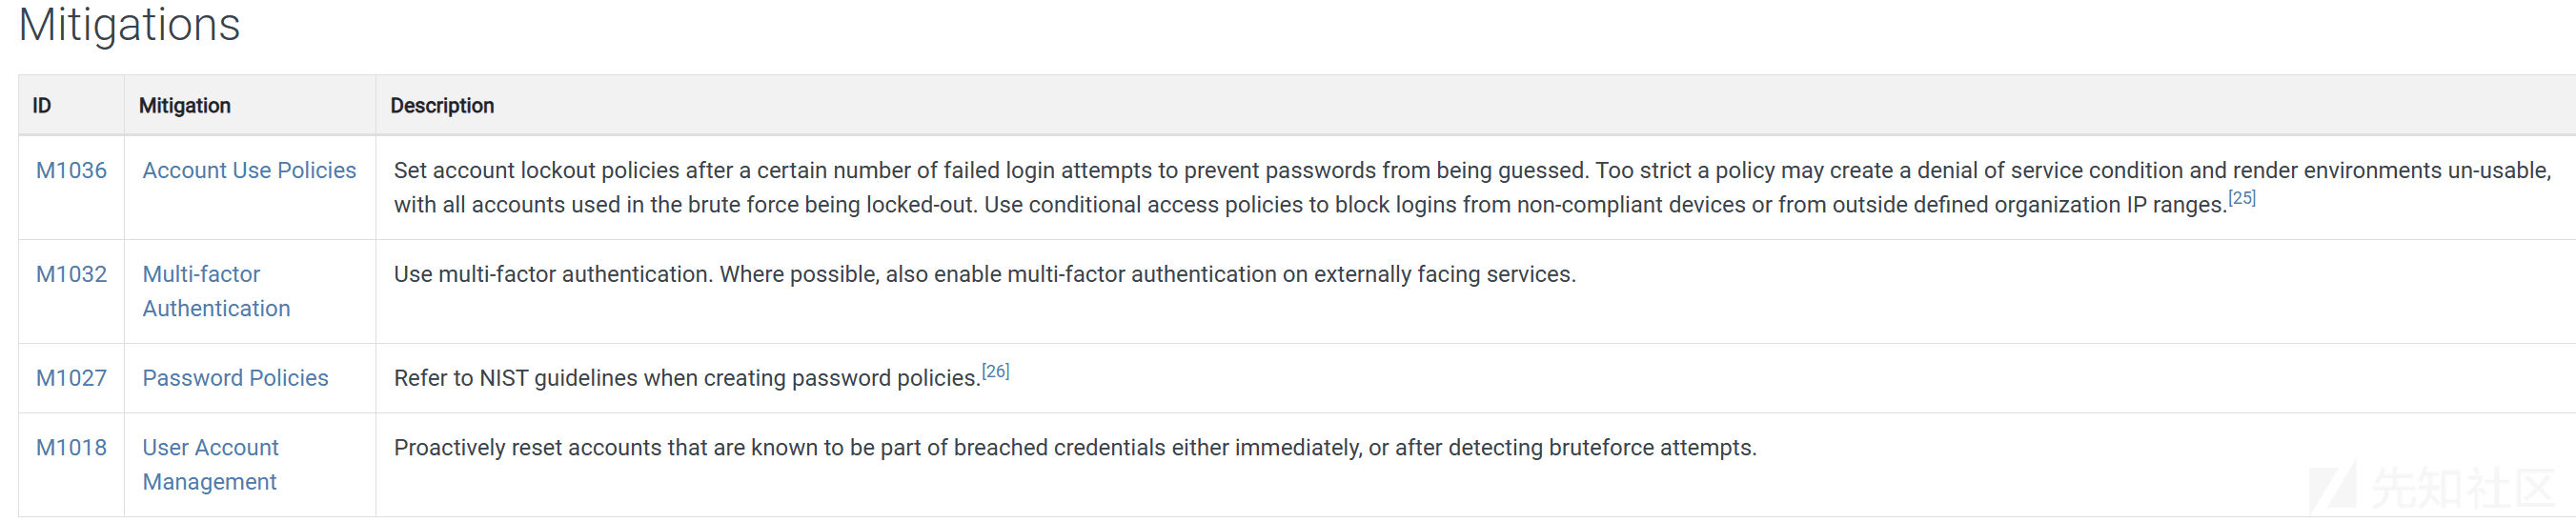 Mitigations
ID Mitigation Description
M1036 Account Use Policies Set account lockout policies after a certain number of failed login attempts to prevent passwords from being guessed. Too strict a policy may create a denial of service condition and render environments un-usable,
with all accounts used in the brute force being locked-out. Use conditional access policies to block logins from non-compliant devices or from outside defined organization IP ranges.[25]
M1032 Multi-factor Use multi-factor authentication. Where possible, also enable multi-factor authentication on externally facing services.
Authentication
M1027 Password Policies Refer to NIST guidelines when creating password policies.[26]
M1018 User Account Proactively reset accounts that are known to be part of breached credentials either immediately, or after detecting bruteforce attempts.
Management
先知社区